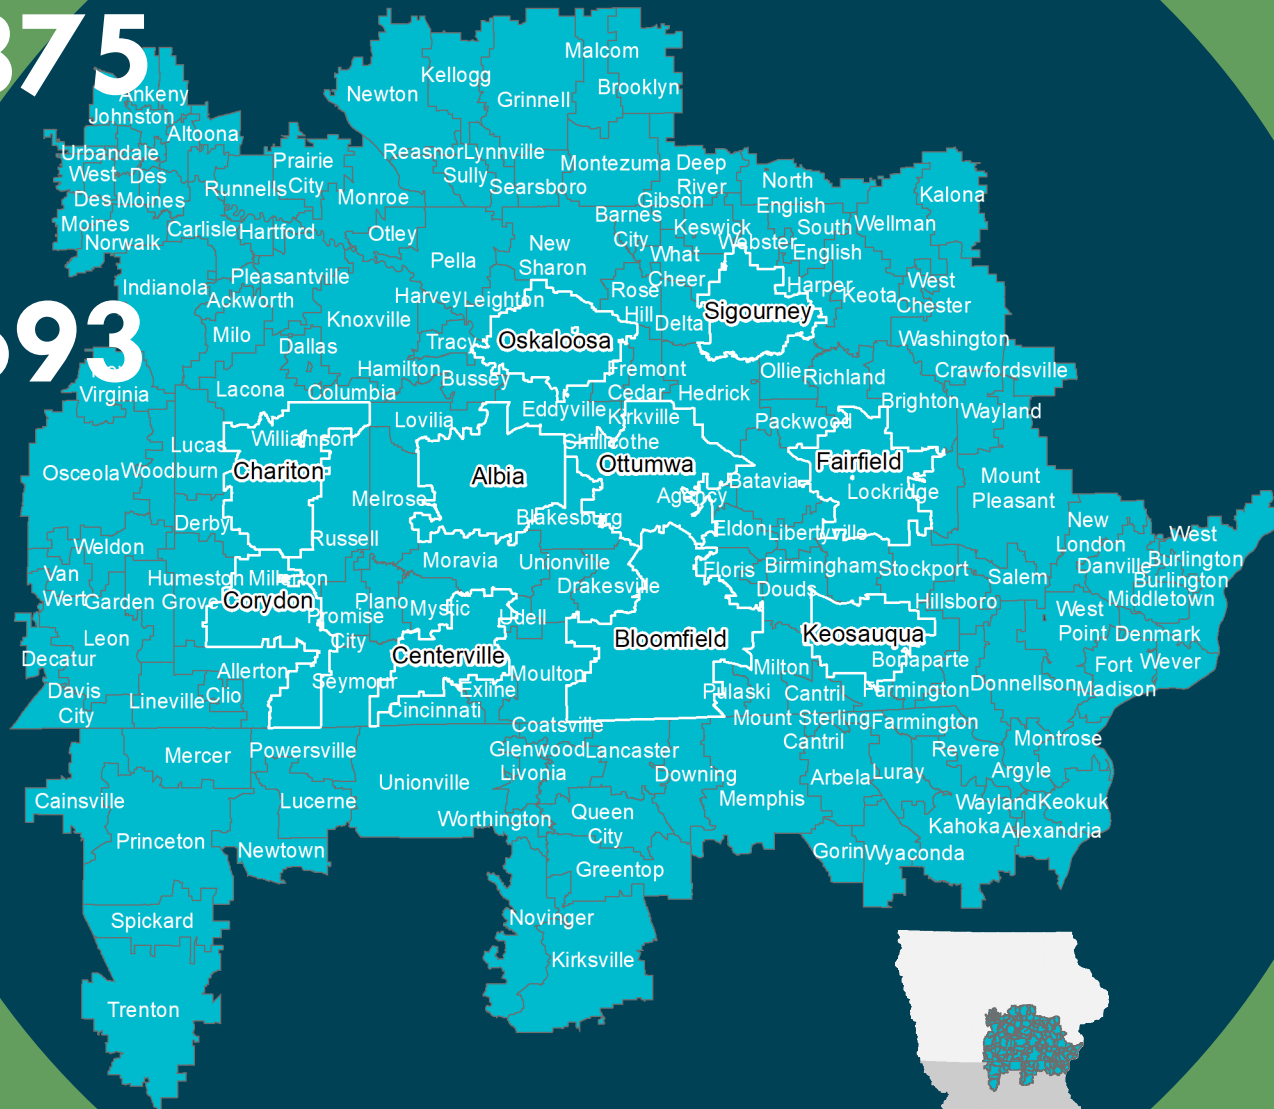 375
Ankeny
Johnston
Altoona
Urbandale
West
Des
Moines
Des
Moines
Norwalk
Runnells
Prairie
City
Carlisle
Hartford
Newton
Kellogg
Grinnell
Malcom
Brooklyn
Reasnor
Lynnville
Sully
Searsboro
Montezuma
Deep
River
Gibson
Barnes
City
Monroe
Otley
Pella
New
Sharon
What
Cheer
Keswick
Webster
North
English
South
English
Wellman
Kalona
Indianola
Pleasantville
Ackworth
Harvey
Leighton
Rose
Hill
Delta
Sigourney
Harper
Keota
West
Chester
Washington
693
Milo
Knoxville
Dallas
Tracy
Oskaloosa
Hamilton
Bussey
Fremont
Cedar
Hedrick
Ollie
Richland
Crawfordsville
Virginia
Lacona
Columbia
Lovilia
Eddyville
Kirkville
Packwood
Brighton
Wayland
Lucas
Williamson
Chillicothe
Osceola
Woodburn
Chariton
Albia
Ottumwa
Fairfield
Batavia
Agency
Lockridge
Mount
Pleasant
Melrose
Derby
Russell
Blakesburg
Eldon
Libertyville
New
London
West
Burlington
Danville
Burlington
Middletown
Weldon
Van
Wert
Humeston
Millerton
Moravia
Unionville
Drakesville
Floris
Birmingham
Stockport
Salem
Douds
Hillsboro
Garden Grove
Corydon
Promise
City
Plano
Mystic
Udell
Bloomfield
Keosauqua
West
Point
Denmark
Leon
Decatur
Centerville
Allerton
Seymour
Moulton
Milton
Bonaparte
Fort
Madison
Wever
Davis
City
Lineville
Clio
Cincinnati
Exline
Pulaski
Cantril
Farmington
Donnellson
Coatsville
Mount Sterling
Farmington
Mercer
Powersville
Glenwood
Lancaster
Cantril
Revere
Montrose
Unionville
Livonia
Downing
Arbela
Luray
Argyle
Cainsville
Lucerne
Worthington
Queen
City
Memphis
Wayland
Keokuk
Kahoka
Alexandria
Princeton
Newtown
Greentop
Gorin
Wyaconda
Spickard
Novinger
Kirksville
Trenton